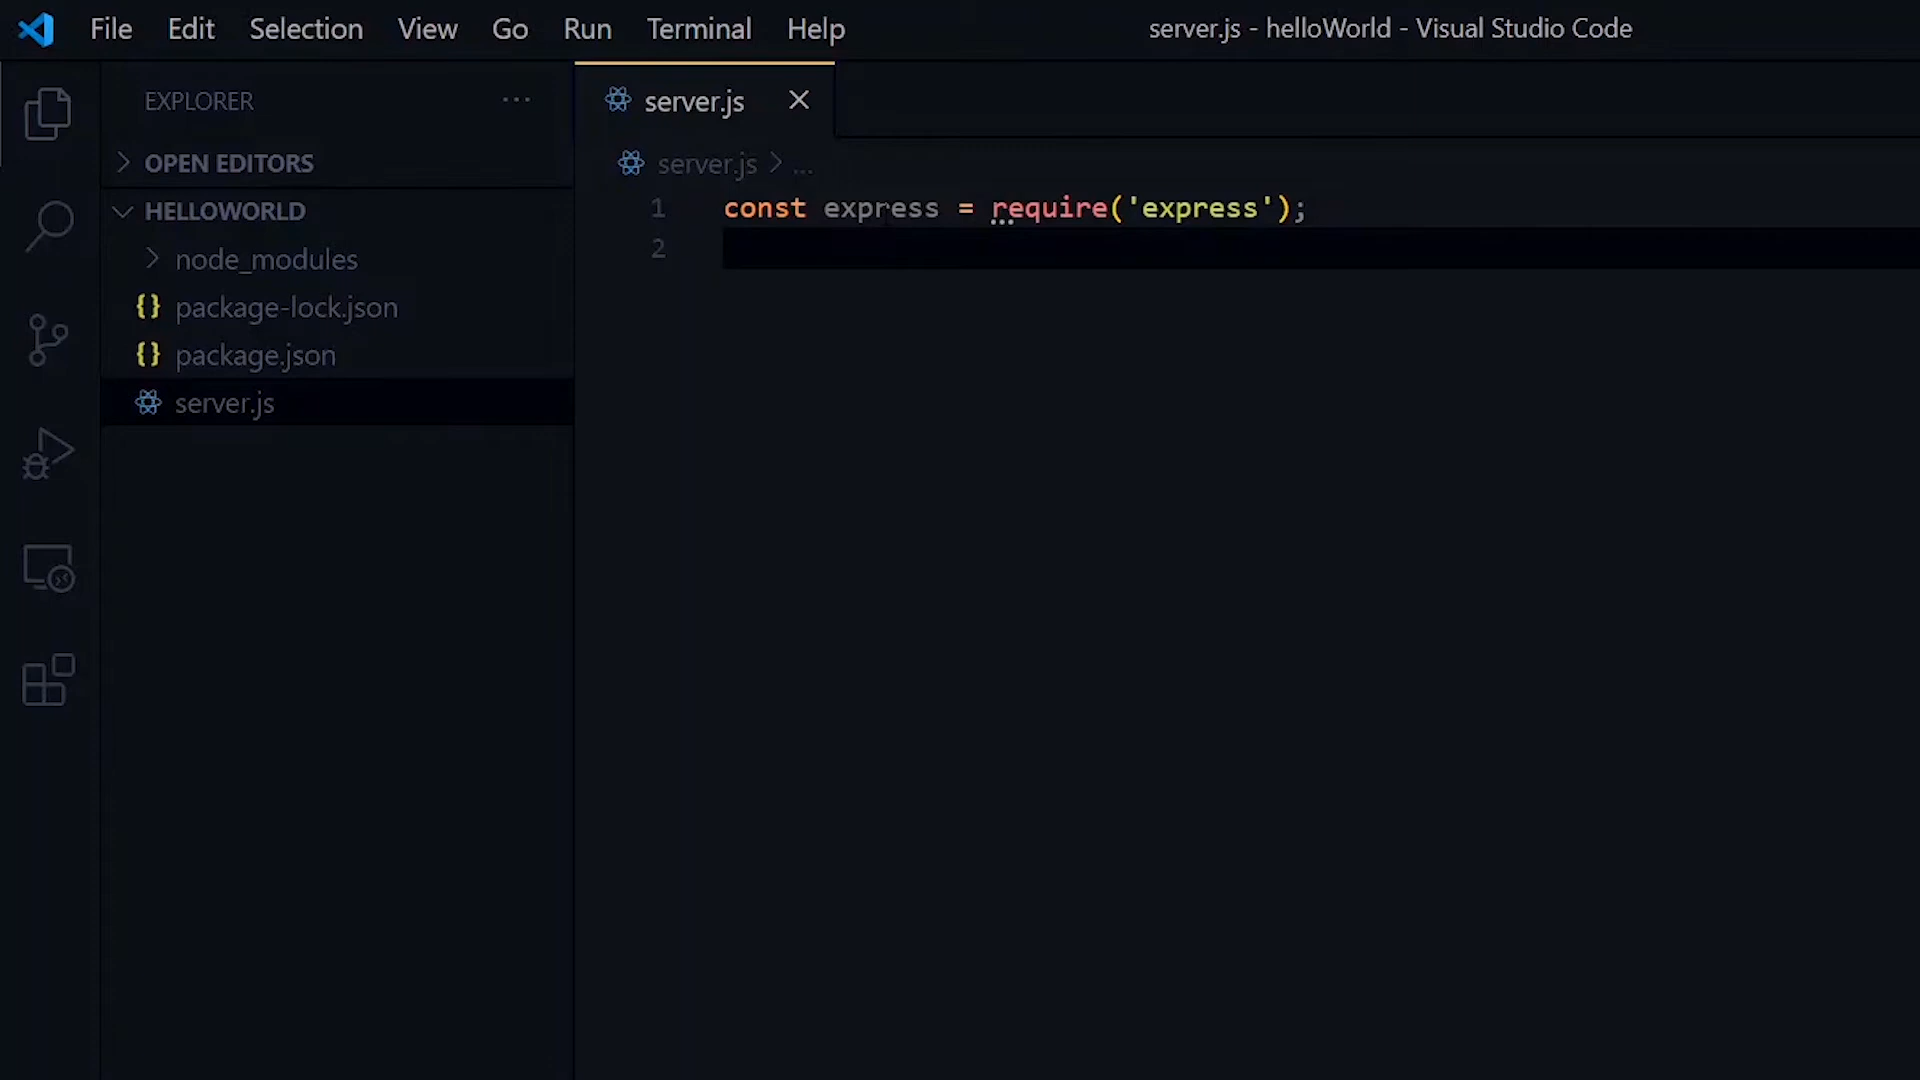 File Edit Selection View Go Run Terminal Help server.js - helloWorld - Visual Studio Code
EXPLORER ...
OPEN EDITORS
HELLOWORLD
node_modules
{} package-lock.json
{} package.json
server.js
server.js
server.js > ...
1 const express = require('express');
2